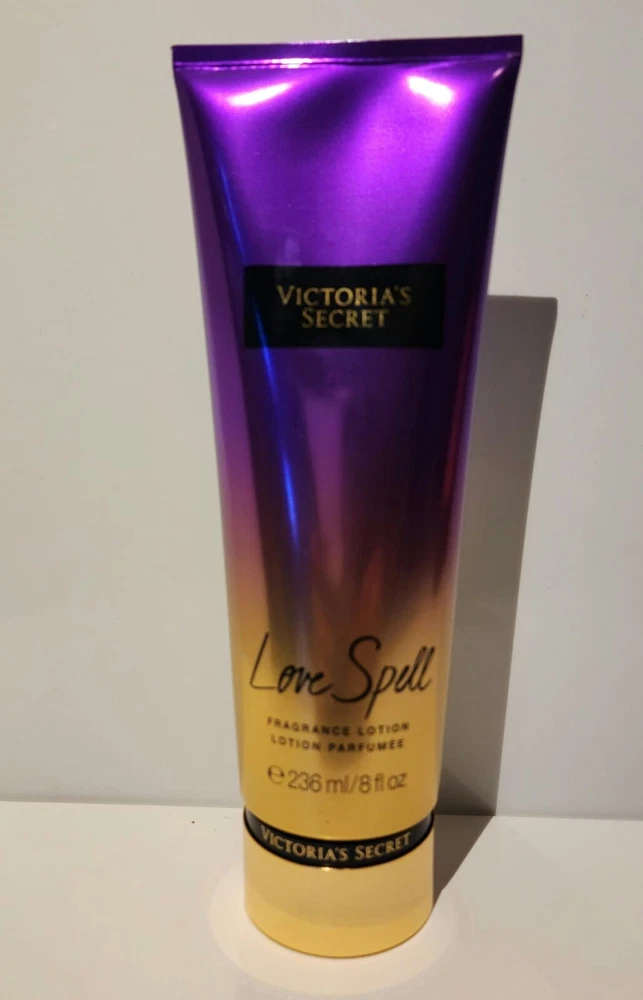 VICTORIA'S
SECRET
Love Spell
FRAGRANCE LOTION
LOTION PARFUMÉE
℮ 236 ml/8 fl oz
VICTORIA'S SECRET